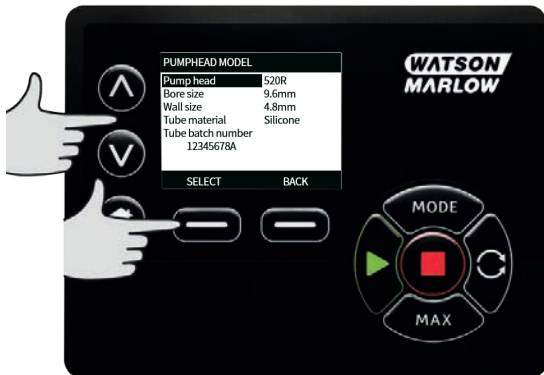 PUMPHEAD MODEL
Pump head 520R
Bore size 9.6mm
Wall size 4.8mm
Tube material Silicone
Tube batch number
12345678A
SELECT BACK
WATSON
MARLOW
MODE
MAX